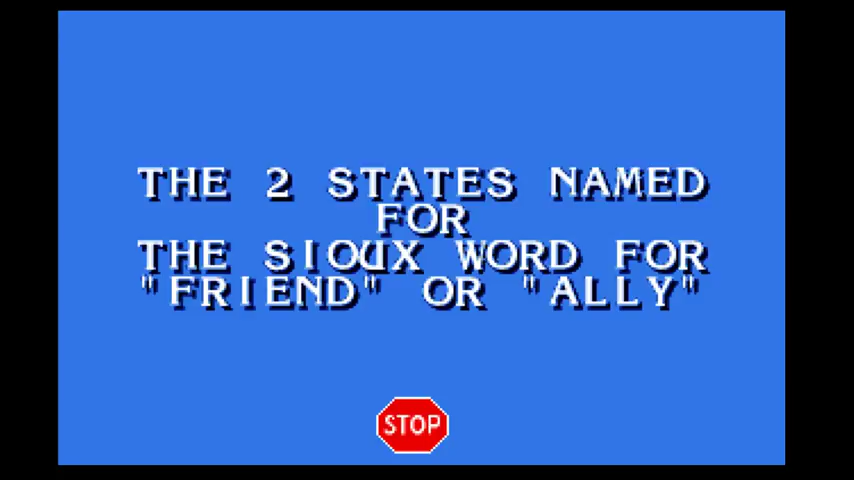 THE 2 STATES NAMED
FOR
THE SIOUX WORD FOR
"FRIEND" OR "ALLY"
STOP